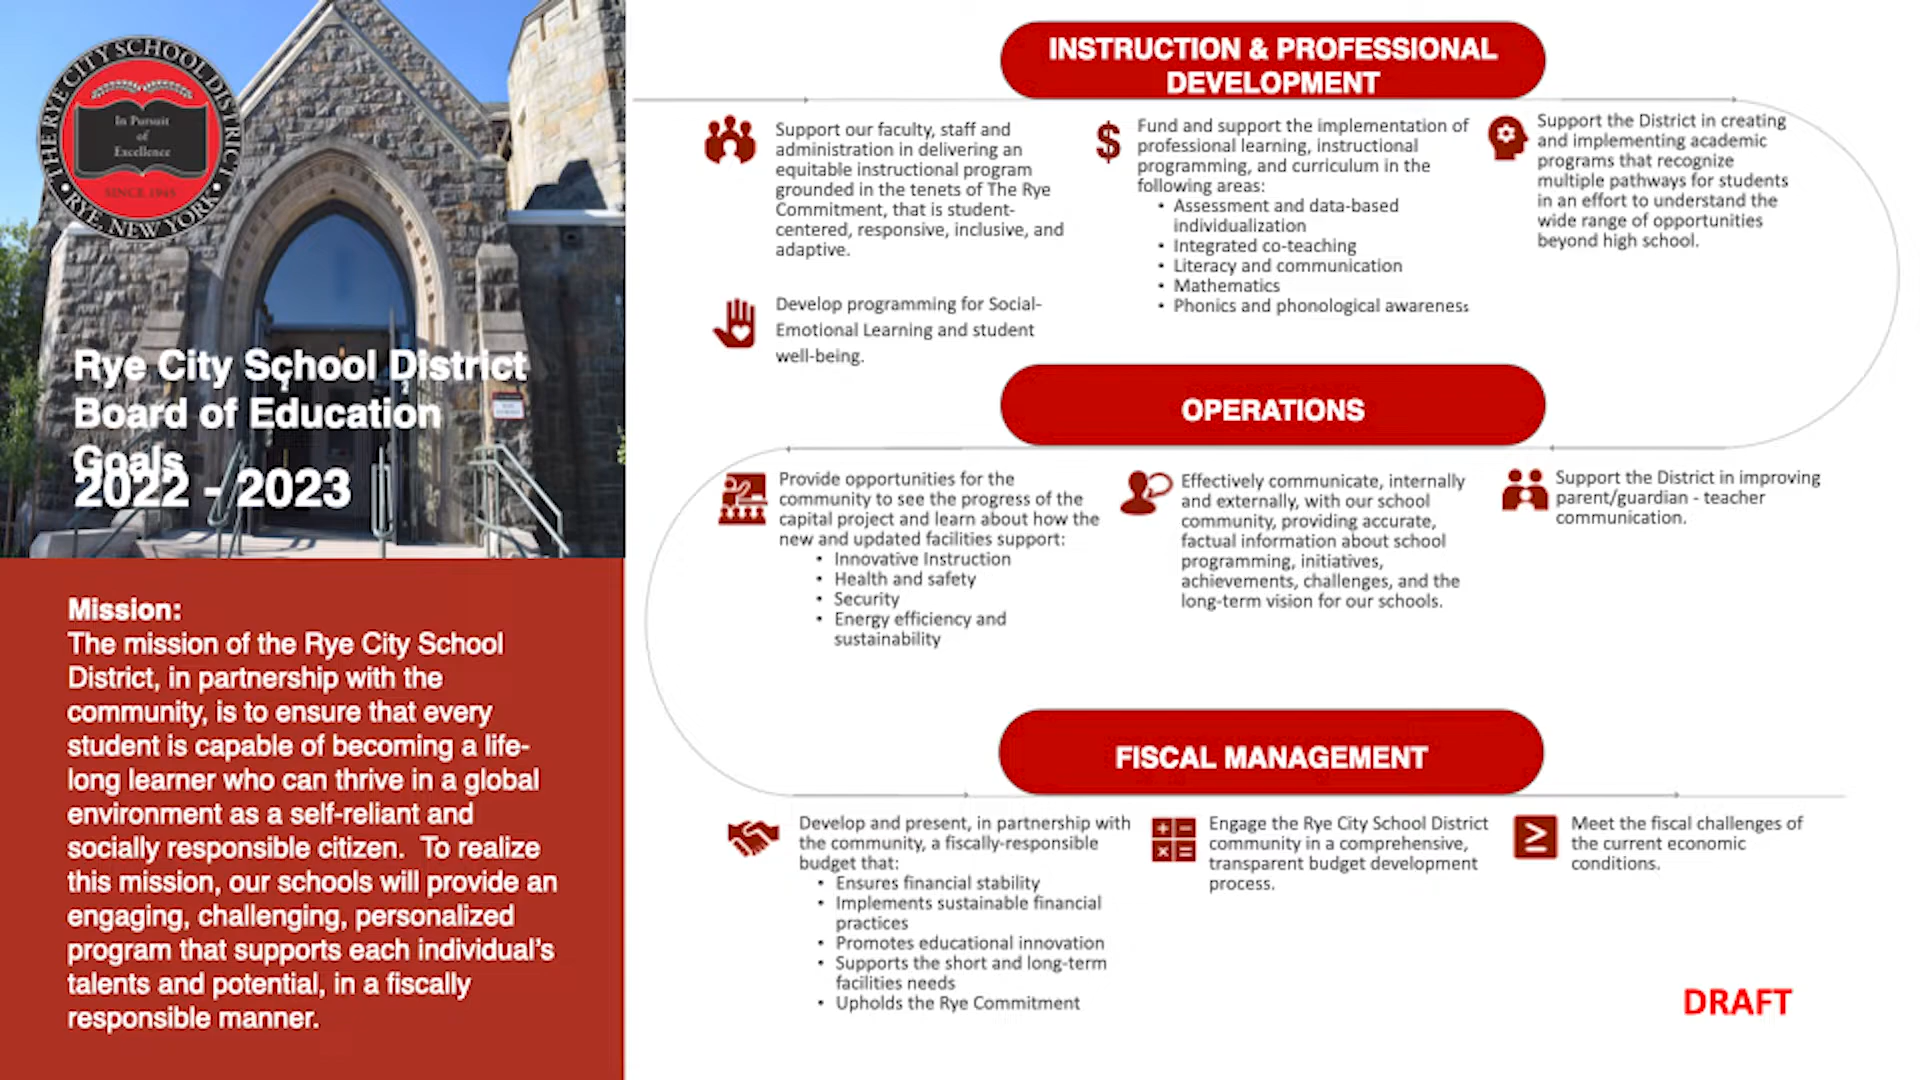 THE RYE CITY SCHOOL DISTRICT
In Pursuit
of
Excellence
RYE, NEW YORK
Rye City School District
Board of Education
Goals
2022 - 2023
Mission:
The mission of the Rye City School
District, in partnership with the
community, is to ensure that every
student is capable of becoming a life-
long learner who can thrive in a global
environment as a self-reliant and
socially responsible citizen.  To realize
this mission, our schools will provide an
engaging, challenging, personalized
program that supports each individual's
talents and potential, in a fiscally
responsible manner.
INSTRUCTION & PROFESSIONAL
DEVELOPMENT
Support our faculty, staff and
administration in delivering an
equitable instructional program
grounded in the tenets of The Rye
Commitment, that is student-
centered, responsive, inclusive, and
adaptive.
Develop programming for Social-
Emotional Learning and student
well-being.
$
Fund and support the implementation of
professional learning, instructional
programming, and curriculum in the
following areas:
• Assessment and data-based
individualization
• Integrated co-teaching
• Literacy and communication
• Mathematics
• Phonics and phonological awareness
Support the District in creating
and implementing academic
programs that recognize
multiple pathways for students
in an effort to understand the
wide range of opportunities
beyond high school.
OPERATIONS
Provide opportunities for the
community to see the progress of the
capital project and learn about how the
new and updated facilities support:
• Innovative Instruction
• Health and safety
• Security
• Energy efficiency and
sustainability
Effectively communicate, internally
and externally, with our school
community, providing accurate,
factual information about school
programming, initiatives,
achievements, challenges, and the
long-term vision for our schools.
Support the District in improving
parent/guardian - teacher
communication.
FISCAL MANAGEMENT
Develop and present, in partnership with
the community, a fiscally-responsible
budget that:
• Ensures financial stability
• Implements sustainable financial
practices
• Promotes educational innovation
• Supports the short and long-term
facilities needs
• Upholds the Rye Commitment
Engage the Rye City School District
community in a comprehensive,
transparent budget development
process.
Meet the fiscal challenges of
the current economic
conditions.
DRAFT